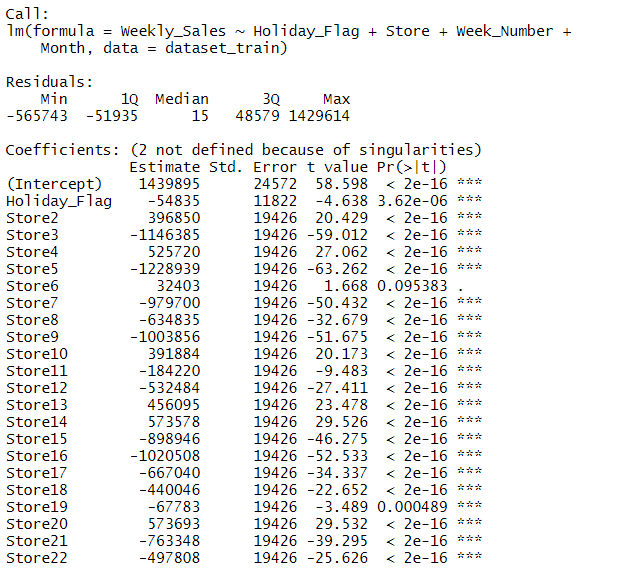 Call:
lm(formula = Weekly_Sales ~ Holiday_Flag + Store + Week_Number +
    Month, data = dataset_train)

Residuals:
    Min      1Q  Median      3Q     Max
-565743  -51935      15   48579 1429614

Coefficients: (2 not defined because of singularities)
              Estimate Std. Error t value Pr(>|t|)
(Intercept)    1439895      24572  58.598  < 2e-16 ***
Holiday_Flag    -54835      11822  -4.638 3.62e-06 ***
Store2          396850      19426  20.429  < 2e-16 ***
Store3        -1146385      19426 -59.012  < 2e-16 ***
Store4          525720      19426  27.062  < 2e-16 ***
Store5        -1228939      19426 -63.262  < 2e-16 ***
Store6           32403      19426   1.668 0.095383 .
Store7         -979700      19426 -50.432  < 2e-16 ***
Store8         -634835      19426 -32.679  < 2e-16 ***
Store9        -1003856      19426 -51.675  < 2e-16 ***
Store10         391884      19426  20.173  < 2e-16 ***
Store11        -184220      19426  -9.483  < 2e-16 ***
Store12        -532484      19426 -27.411  < 2e-16 ***
Store13         456095      19426  23.478  < 2e-16 ***
Store14         573578      19426  29.526  < 2e-16 ***
Store15        -898946      19426 -46.275  < 2e-16 ***
Store16       -1020508      19426 -52.533  < 2e-16 ***
Store17        -667040      19426 -34.337  < 2e-16 ***
Store18        -440046      19426 -22.652  < 2e-16 ***
Store19         -67783      19426  -3.489 0.000489 ***
Store20         573693      19426  29.532  < 2e-16 ***
Store21        -763348      19426 -39.295  < 2e-16 ***
Store22        -497808      19426 -25.626  < 2e-16 ***